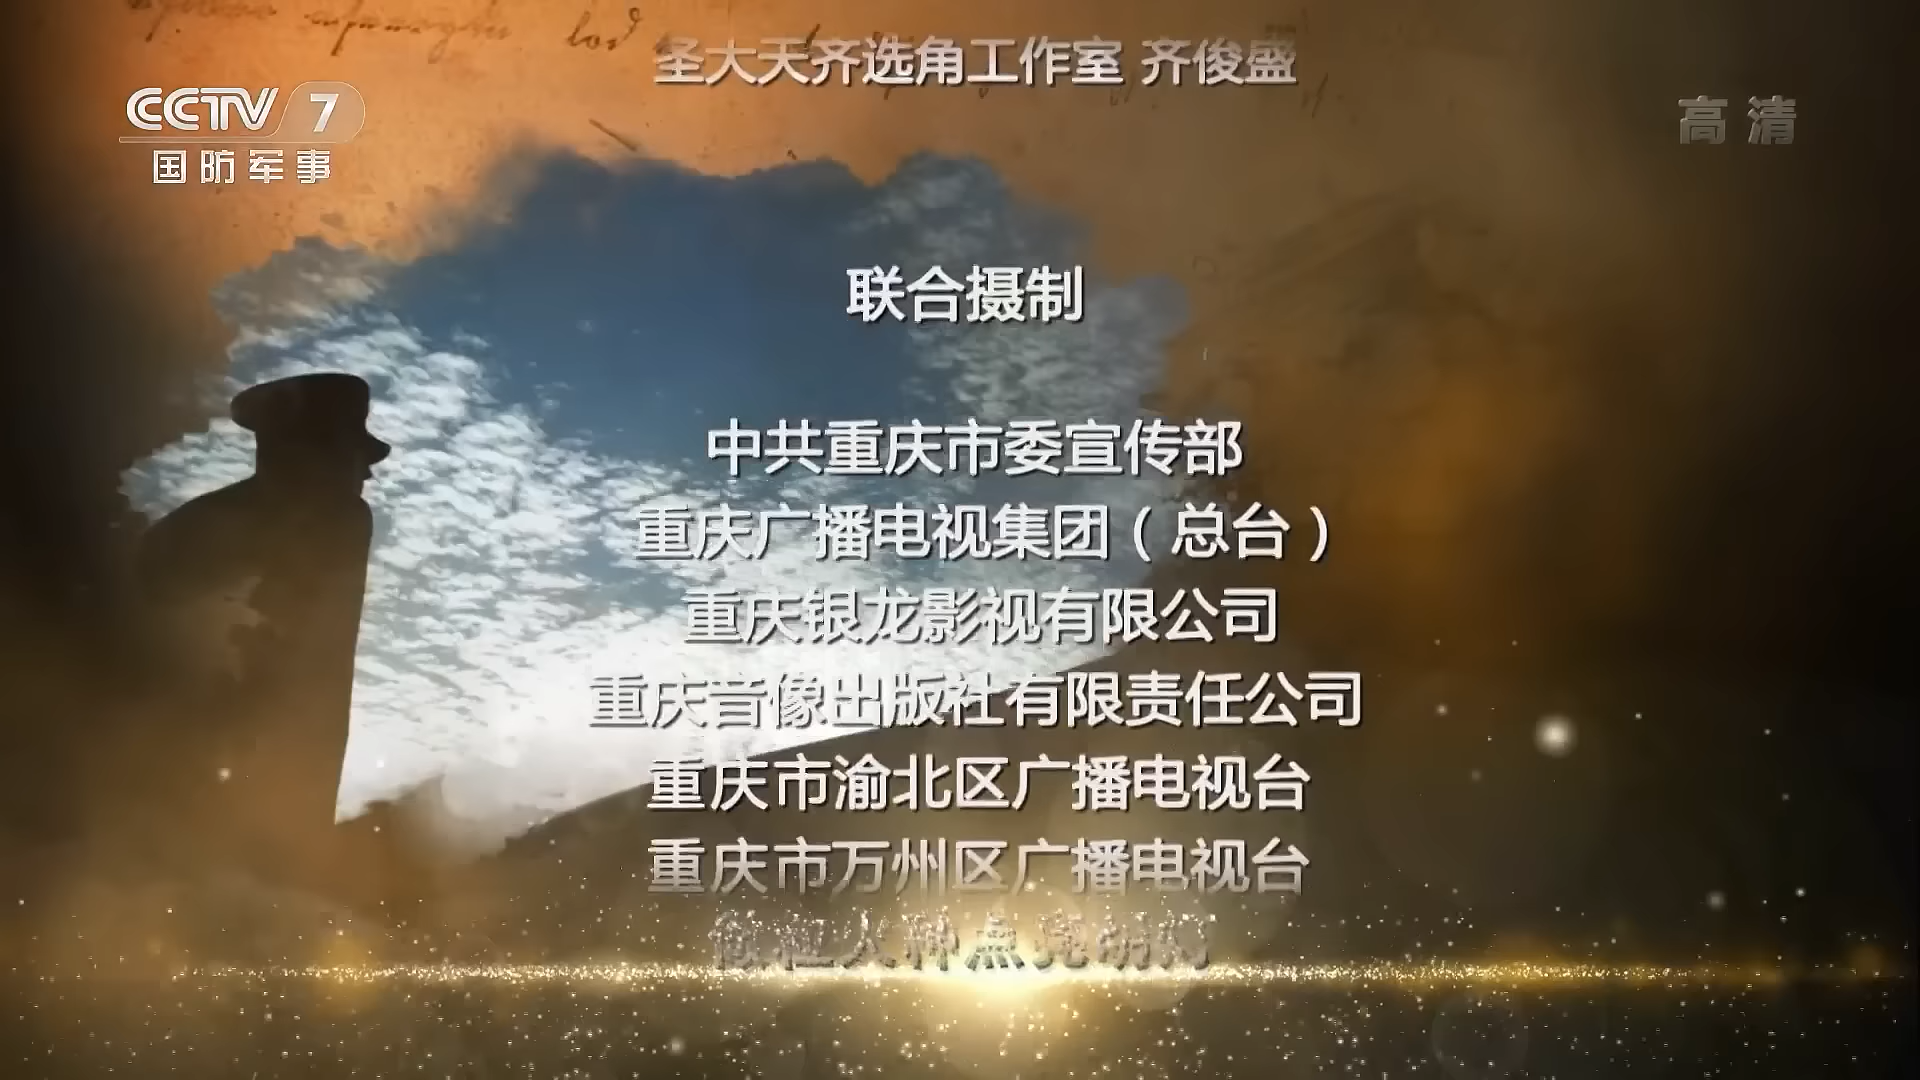 圣大天齐选角工作室 齐俊盛
CCTV 7
国防军事
高清
联合摄制
中共重庆市委宣传部
重庆广播电视集团（总台）
重庆银龙影视有限公司
重庆音像出版社有限责任公司
重庆市渝北区广播电视台
重庆市万州区广播电视台